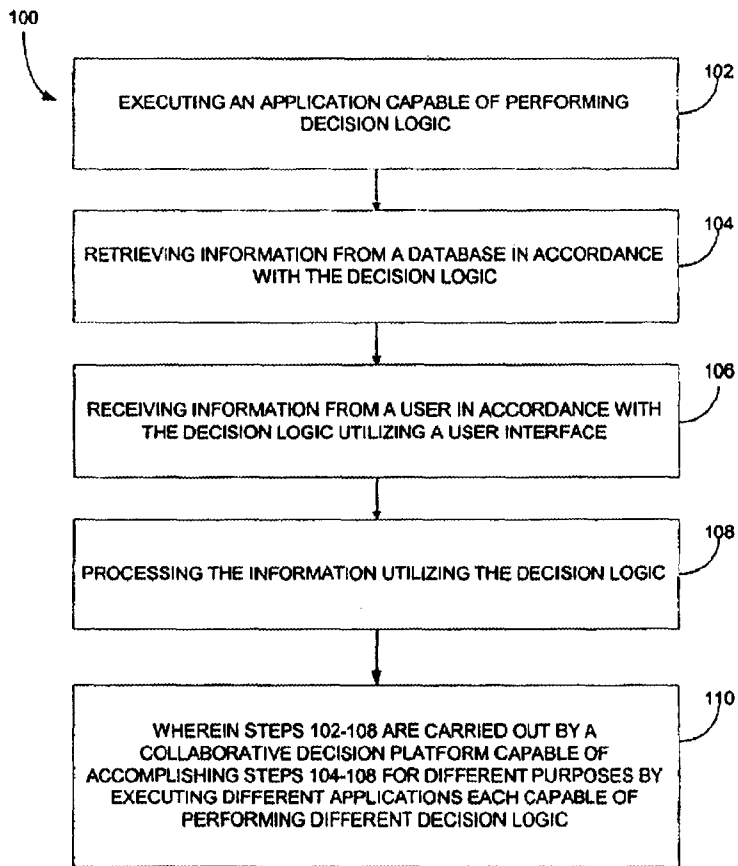 100
102
EXECUTING AN APPLICATION CAPABLE OF PERFORMING
DECISION LOGIC
104
RETRIEVING INFORMATION FROM A DATABASE IN ACCORDANCE
WITH THE DECISION LOGIC
106
RECEIVING INFORMATION FROM A USER IN ACCORDANCE WITH
THE DECISION LOGIC UTILIZING A USER INTERFACE
108
PROCESSING THE INFORMATION UTILIZING THE DECISION LOGIC
110
WHEREIN STEPS 102-108 ARE CARRIED OUT BY A
COLLABORATIVE DECISION PLATFORM CAPABLE OF
ACCOMPLISHING STEPS 104-108 FOR DIFFERENT PURPOSES BY
EXECUTING DIFFERENT APPLICATIONS EACH CAPABLE OF
PERFORMING DIFFERENT DECISION LOGIC